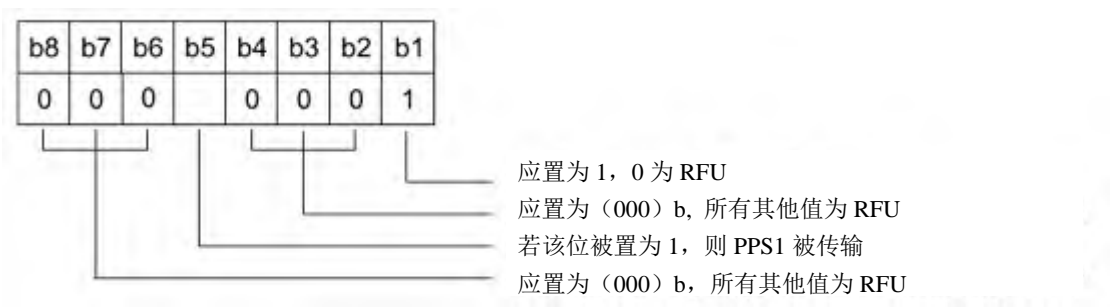 b8 b7 b6 b5 b4 b3 b2 b1
0 0 0 0 0 0 1
应置为 1，0 为 RFU
应置为（000）b, 所有其他值为 RFU
若该位被置为 1，则 PPS1 被传输
应置为（000）b，所有其他值为 RFU